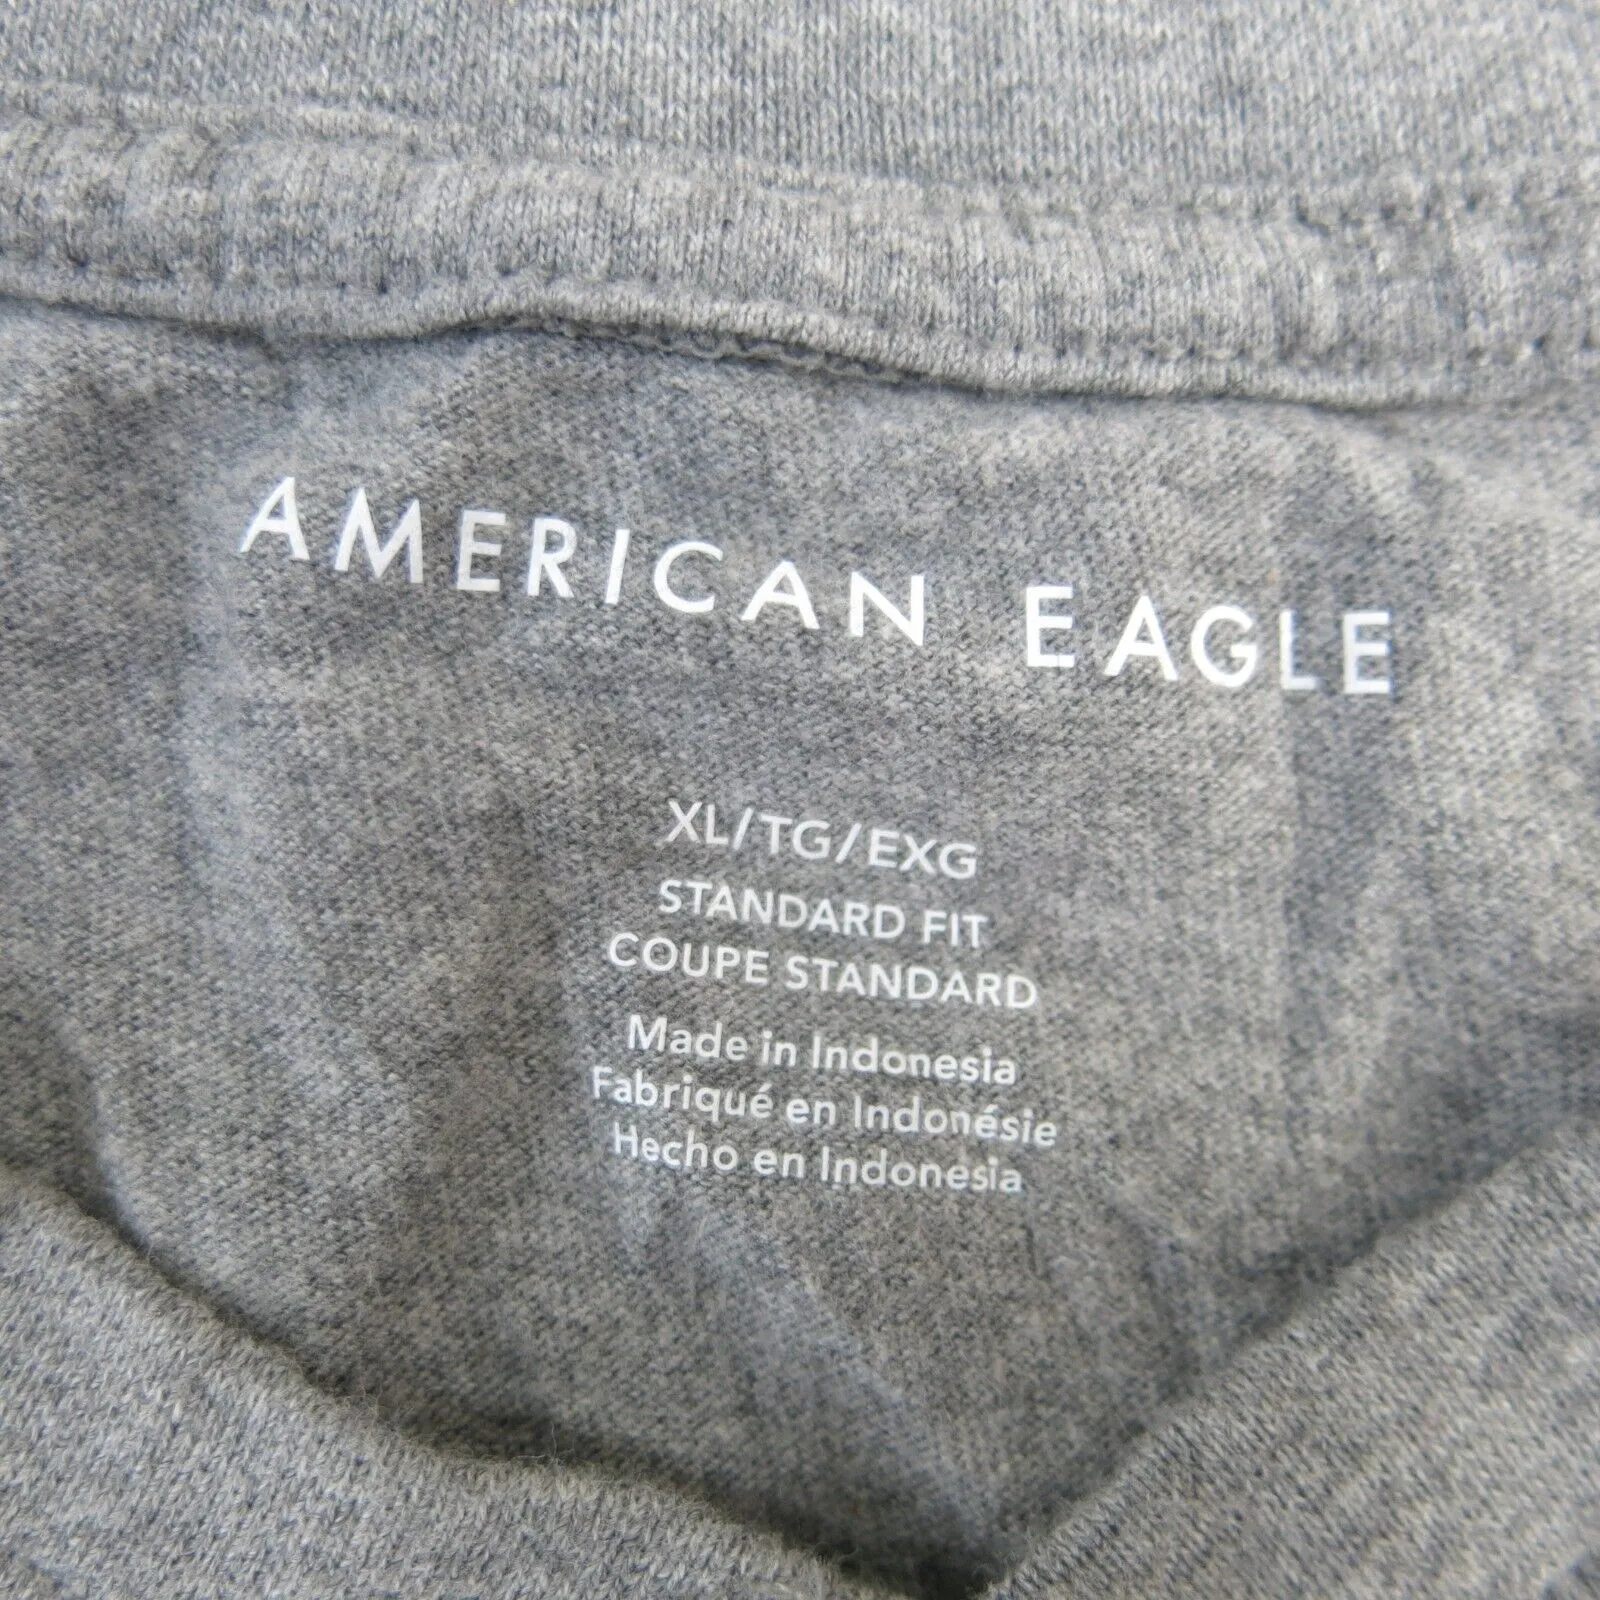 AMERICAN EAGLE
XL/TG/EXG
STANDARD FIT
COUPE STANDARD
Made in Indonesia
Fabriqué en Indonésie
Hecho en Indonesia